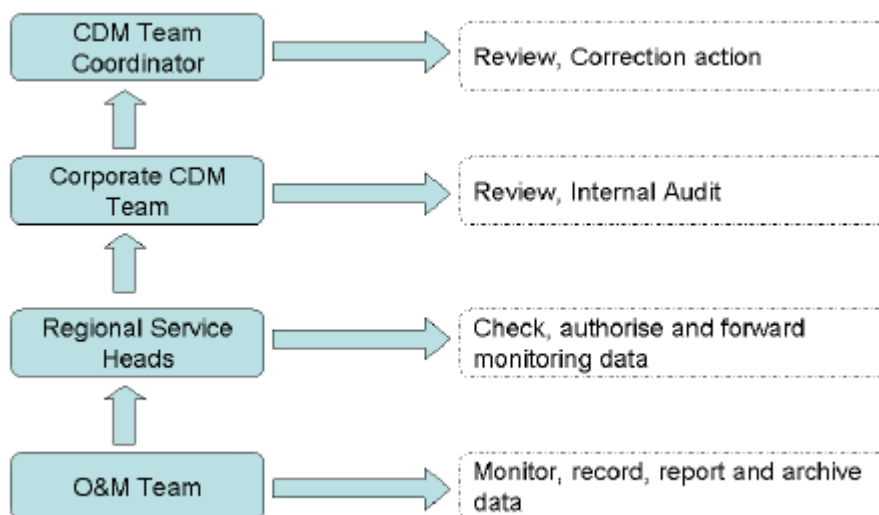 CDM Team
Coordinator
Review, Correction action
Corporate CDM
Team
Review, Internal Audit
Regional Service
Heads
Check, authorise and forward
monitoring data
O&M Team
Monitor, record, report and archive
data